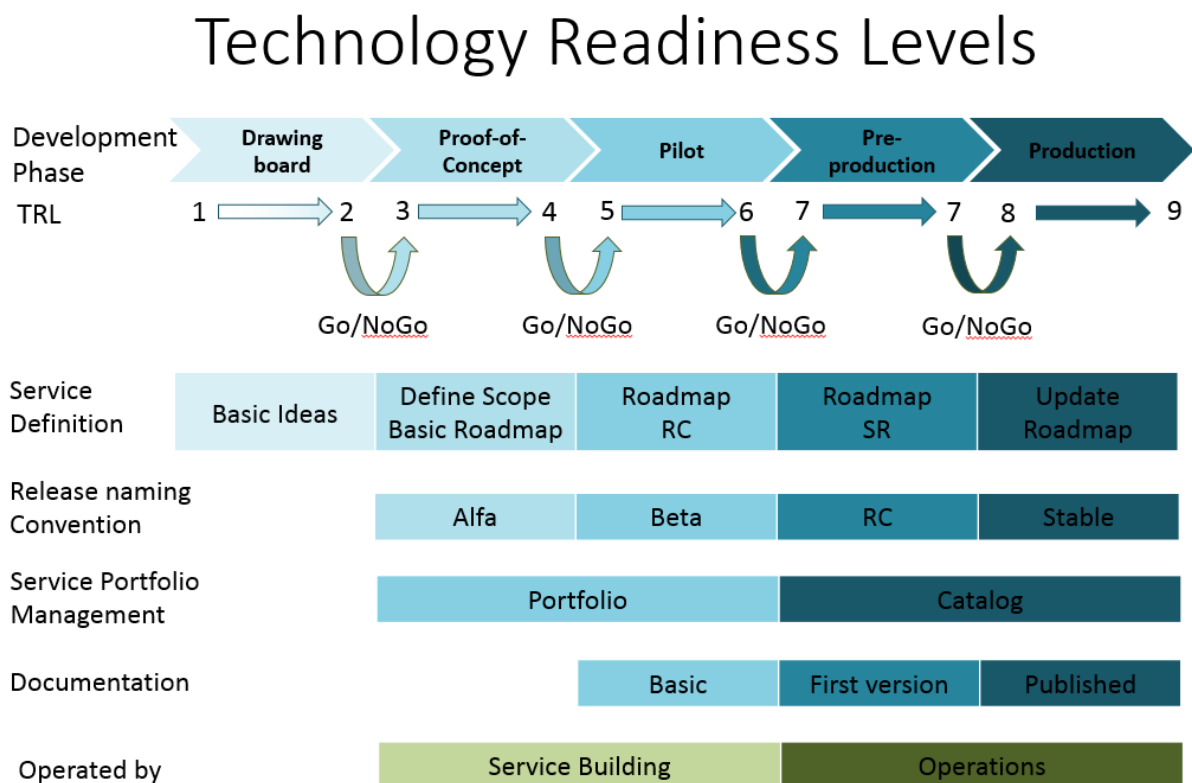 Technology Readiness Levels
Development
Phase
Drawing
board
Proof-of-
Concept
Pilot
Pre-
production
Production
TRL
1 2 3 4 5 6 7 7 8 9
Go/NoGo Go/NoGo Go/NoGo Go/NoGo
Service
Definition
Basic Ideas
Define Scope
Basic Roadmap
Roadmap
RC
Roadmap
SR
Update
Roadmap
Release naming
Convention
Alfa
Beta
RC
Stable
Service Portfolio
Management
Portfolio
Catalog
Documentation
Basic
First version
Published
Operated by
Service Building
Operations